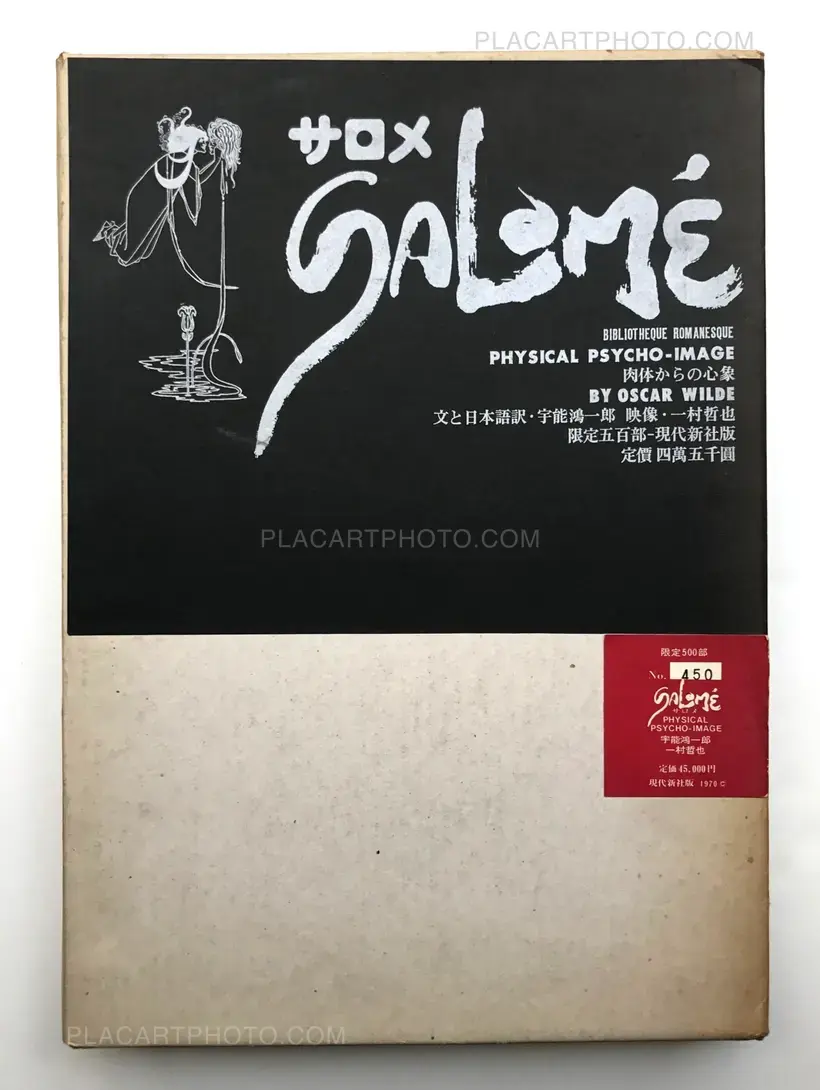 PLACARTPHOTO.COM
サロメ
SALOMÉ
BIBLIOTHEQUE ROMANESQUE
PHYSICAL PSYCHO-IMAGE
肉体からの心象
BY OSCAR WILDE
文と日本語訳・宇能鴻一郎 映像・一村哲也
限定五百部-現代新社版
定價 四萬五千圓
PLACARTPHOTO.COM
限定500部
No. 450
SALOMÉ
サロメ
PHYSICAL
PSYCHO-IMAGE
宇能鴻一郎
一村哲也
定価 45,000円
現代新社版 1970 ©
PLACARTPHOTO.COM